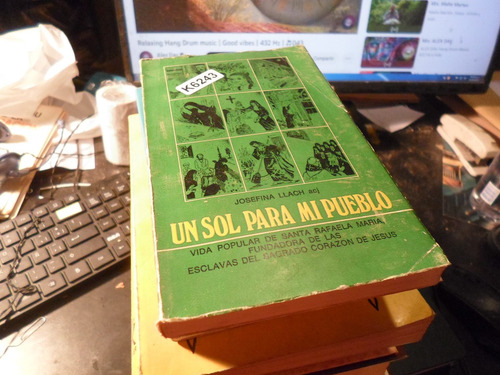 Relaxing Hang Drum music | Good vibes | 432 Hz |
K6243
JOSEFINA LLACH aci
UN SOL PARA MI PUEBLO
VIDA POPULAR DE SANTA RAFAELA MARIA
FUNDADORA DE LAS
ESCLAVAS DEL SAGRADO CORAZON DE JESUS